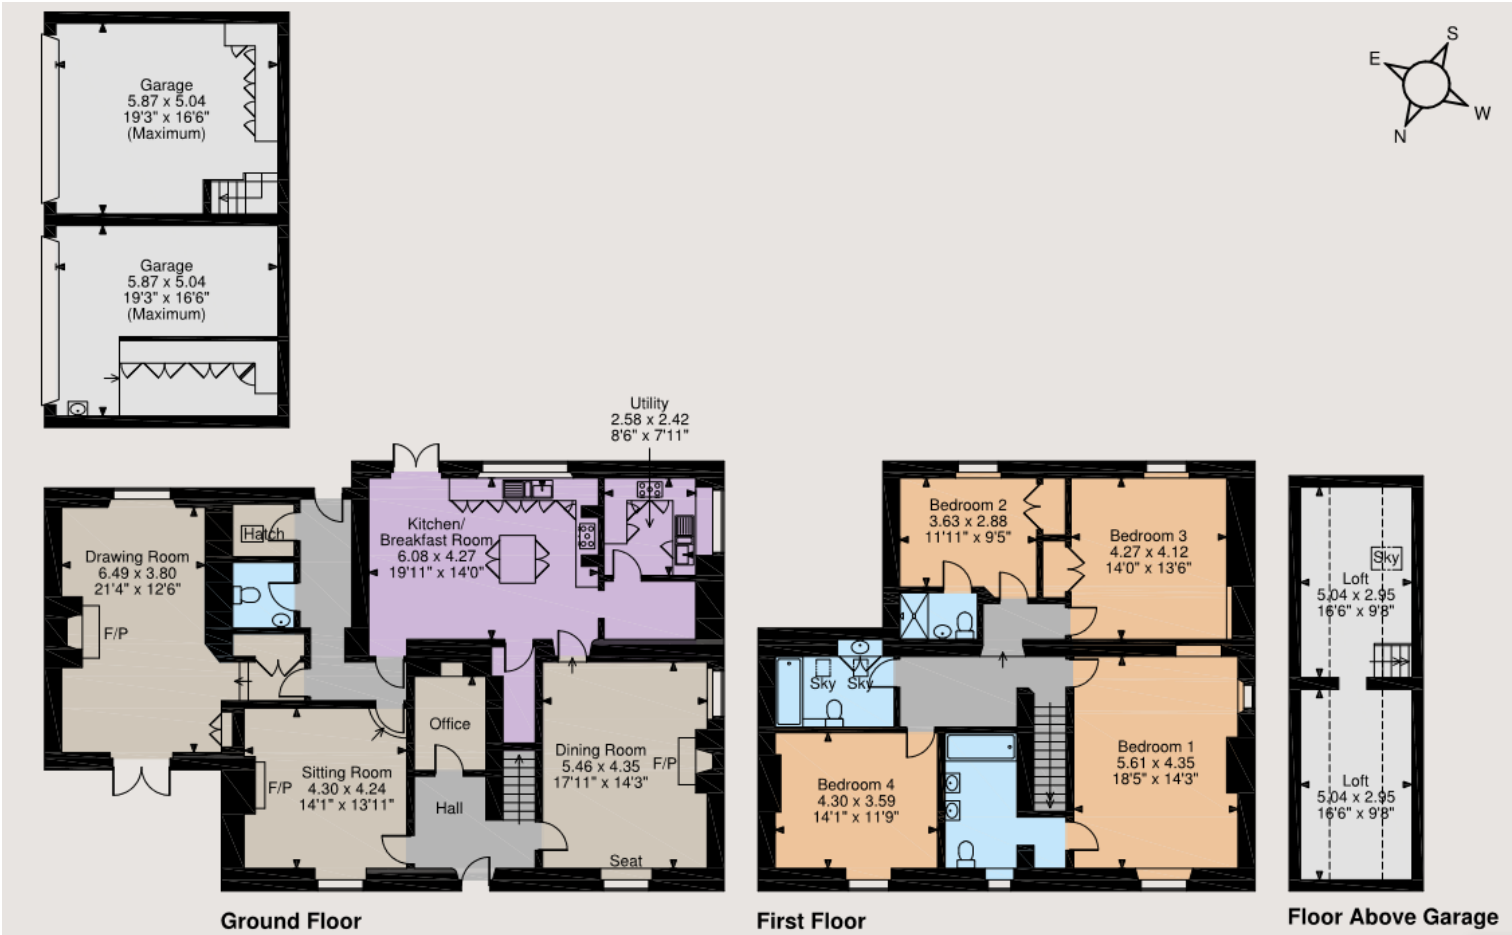 Garage
5.87 x 5.04
19'3" x 16'6"
(Maximum)
S
E
W
N
Garage
5.87 x 5.04
19'3" x 16'6"
(Maximum)
Utility
2.58 x 2.42
8'6" x 7'11"
Kitchen/
Breakfast Room
6.08 x 4.27
19'11" x 14'0"
Hatch
Drawing Room
6.49 x 3.80
21'4" x 12'6"
F/P
Office
Sitting Room
4.30 x 4.24
14'1" x 13'11"
F/P
Hall
Dining Room
5.46 x 4.35
17'11" x 14'3"
F/P
Seat
Bedroom 2
3.63 x 2.88
11'11" x 9'5"
Bedroom 3
4.27 x 4.12
14'0" x 13'6"
Sky
Sky
Bedroom 4
4.30 x 3.59
14'1" x 11'9"
Bedroom 1
5.61 x 4.35
18'5" x 14'3"
Sky
Loft
5.04 x 2.95
16'6" x 9'8"
Loft
5.04 x 2.95
16'6" x 9'8"
Ground Floor
First Floor
Floor Above Garage